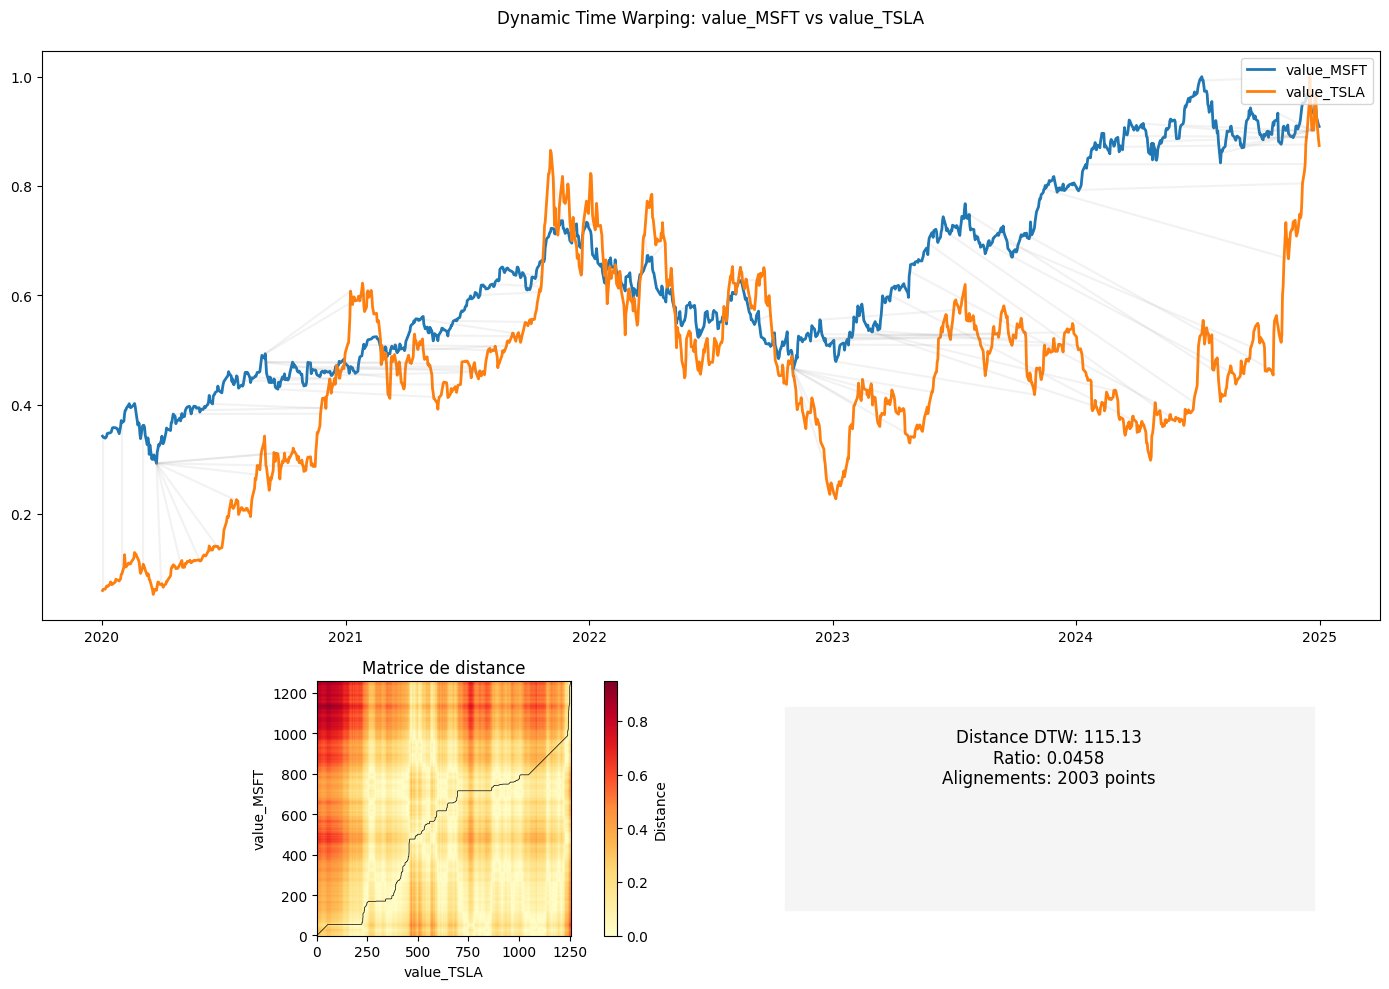 Dynamic Time Warping: value_MSFT vs value_TSLA
value_MSFT
value_TSLA
1.0
0.8
0.6
0.4
0.2
2020 2021 2022 2023 2024 2025
Matrice de distance
value_MSFT
1200
1000
800
600
400
200
0
0 250 500 750 1000 1250
value_TSLA
0.8
0.6
0.4
0.2
0.0
Distance
Distance DTW: 115.13
Ratio: 0.0458
Alignements: 2003 points